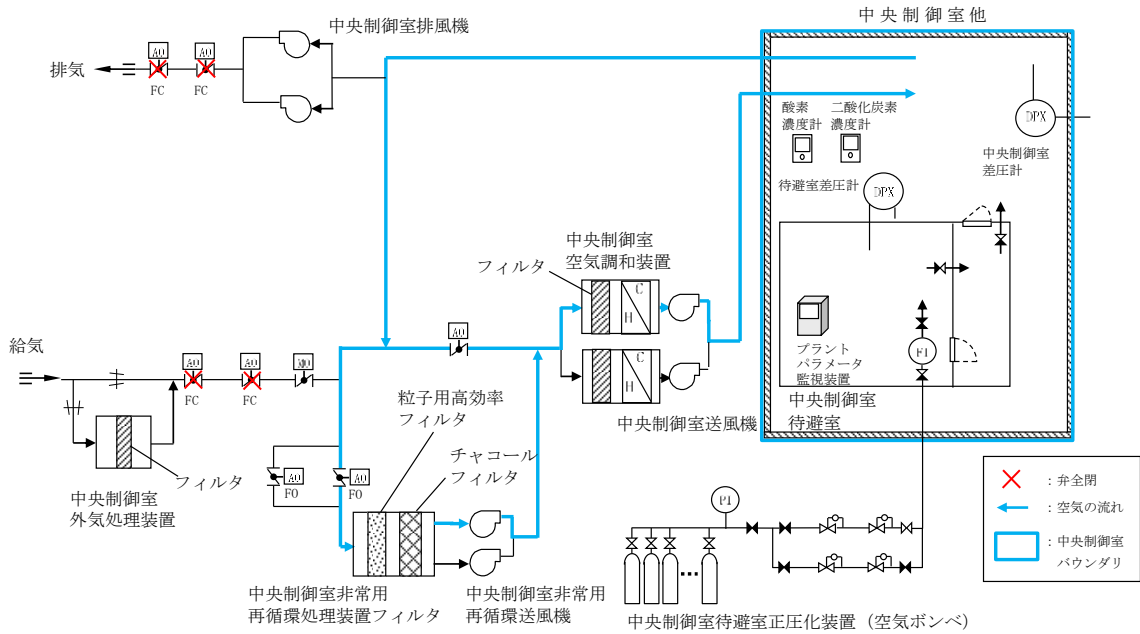 中央制御室他
中央制御室排風機
AO
AO
排気
FC
FC
酸素
濃度計
二酸化炭素
濃度計
DPX
中央制御室
差圧計
待避室差圧計
DPX
中央制御室
空気調和装置
フィルタ
C
H
C
H
AO
給気
AO
AO
MO
FC
FC
プラント
パラメータ
監視装置
FI
中央制御室
待避室
中央制御室送風機
粒子用高効率
フィルタ
チャコール
フィルタ
フィルタ
中央制御室
外気処理装置
AO
FO
AO
FO
中央制御室非常用
再循環処理装置フィルタ
中央制御室非常用
再循環送風機
PI
中央制御室待避室正圧化装置（空気ボンベ）
：弁全閉
：空気の流れ
：中央制御室
バウンダリ